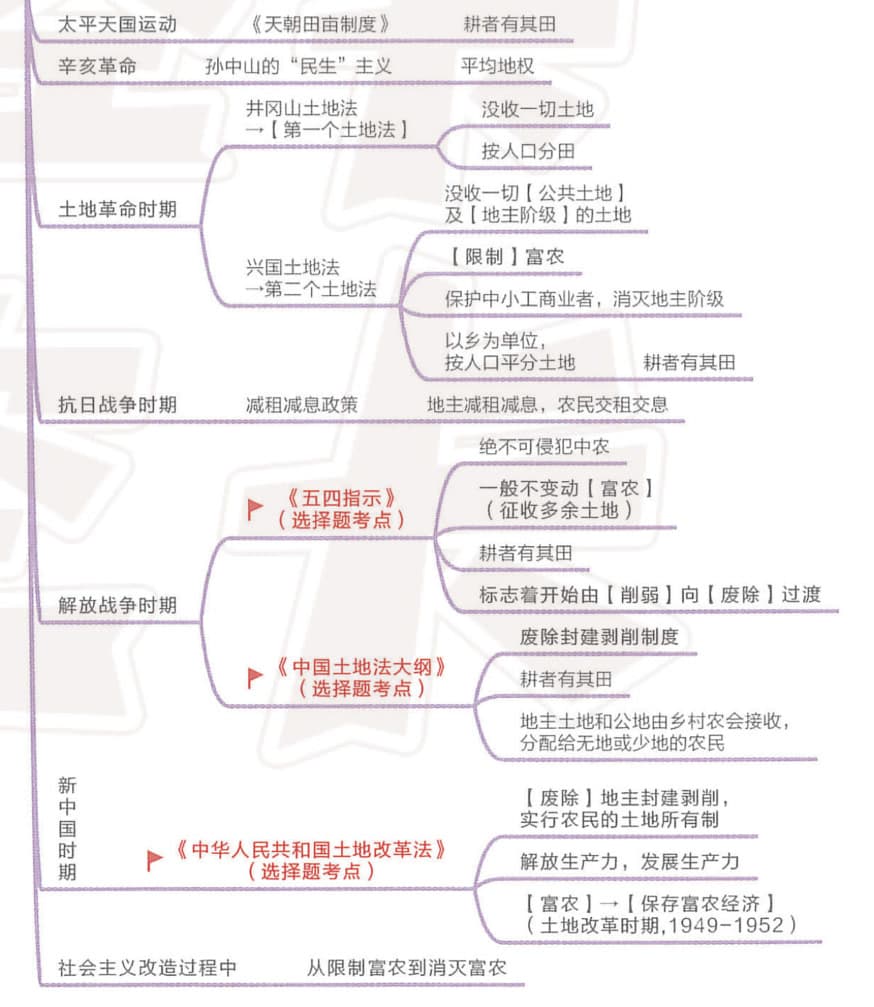 太平天国运动 《天朝田亩制度》 耕者有其田
辛亥革命 孙中山的“民生”主义 平均地权
土地革命时期
井冈山土地法
→【第一个土地法】
没收一切土地
按人口分田
兴国土地法
→第二个土地法
没收一切【公共土地】
及【地主阶级】的土地
【限制】富农
保护中小工商业者，消灭地主阶级
以乡为单位，
按人口平分土地 耕者有其田
抗日战争时期 减租减息政策 地主减租减息，农民交租交息
解放战争时期
《五四指示》
（选择题考点）
绝不可侵犯中农
一般不变动【富农】
（征收多余土地）
耕者有其田
标志着开始由【削弱】向【废除】过渡
《中国土地法大纲》
（选择题考点）
废除封建剥削制度
耕者有其田
地主土地和公地由乡村农会接收，
分配给无地或少地的农民
新中国时期
《中华人民共和国土地改革法》
（选择题考点）
【废除】地主封建剥削，
实行农民的土地所有制
解放生产力，发展生产力
【富农】→【保存富农经济】
（土地改革时期,1949-1952）
社会主义改造过程中 从限制富农到消灭富农